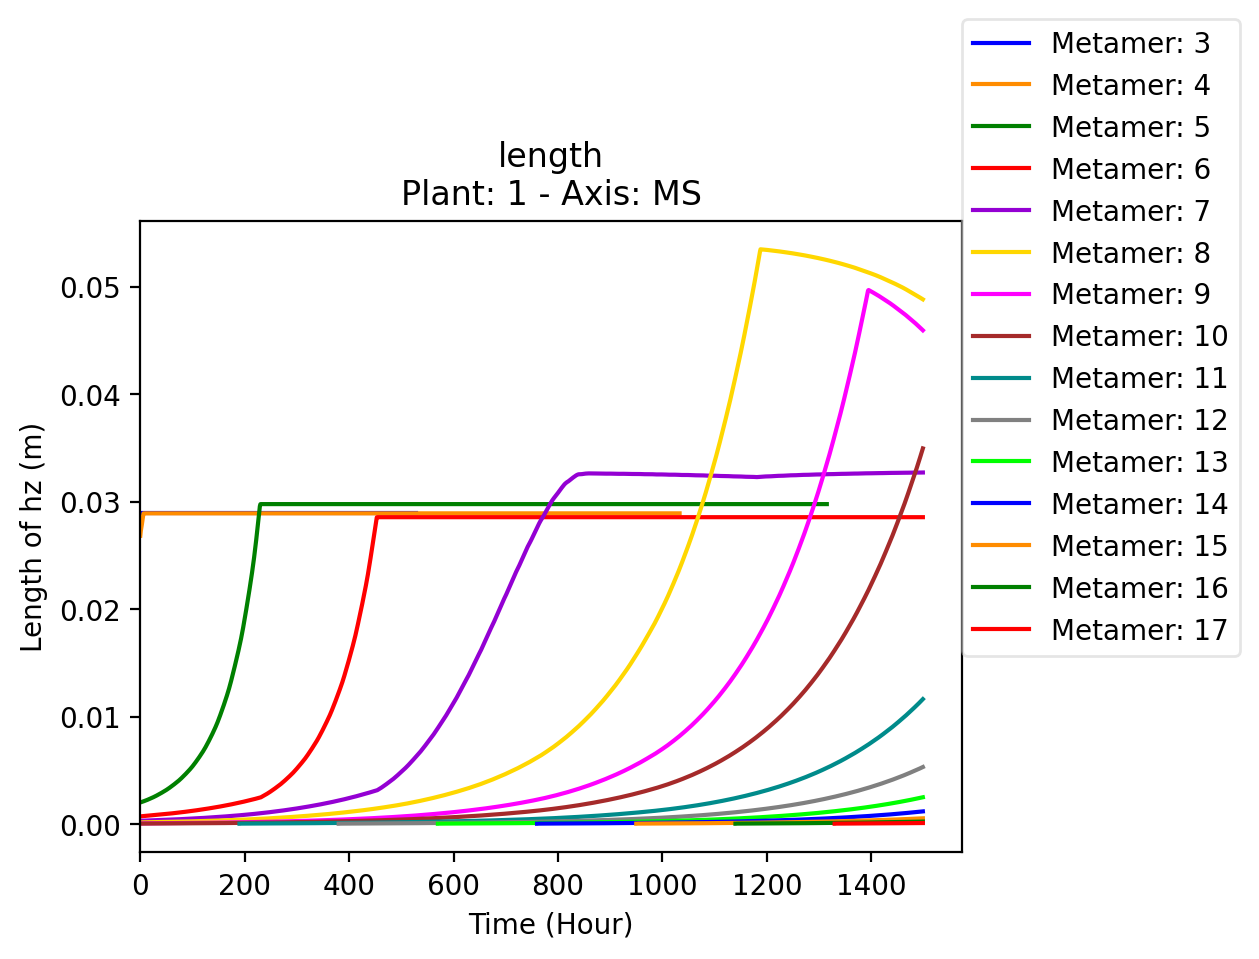 length
Plant: 1 - Axis: MS
Length of hz (m)
0.05
0.04
0.03
0.02
0.01
0.00
0 200 400 600 800 1000 1200 1400
Time (Hour)
Metamer: 3
Metamer: 4
Metamer: 5
Metamer: 6
Metamer: 7
Metamer: 8
Metamer: 9
Metamer: 10
Metamer: 11
Metamer: 12
Metamer: 13
Metamer: 14
Metamer: 15
Metamer: 16
Metamer: 17